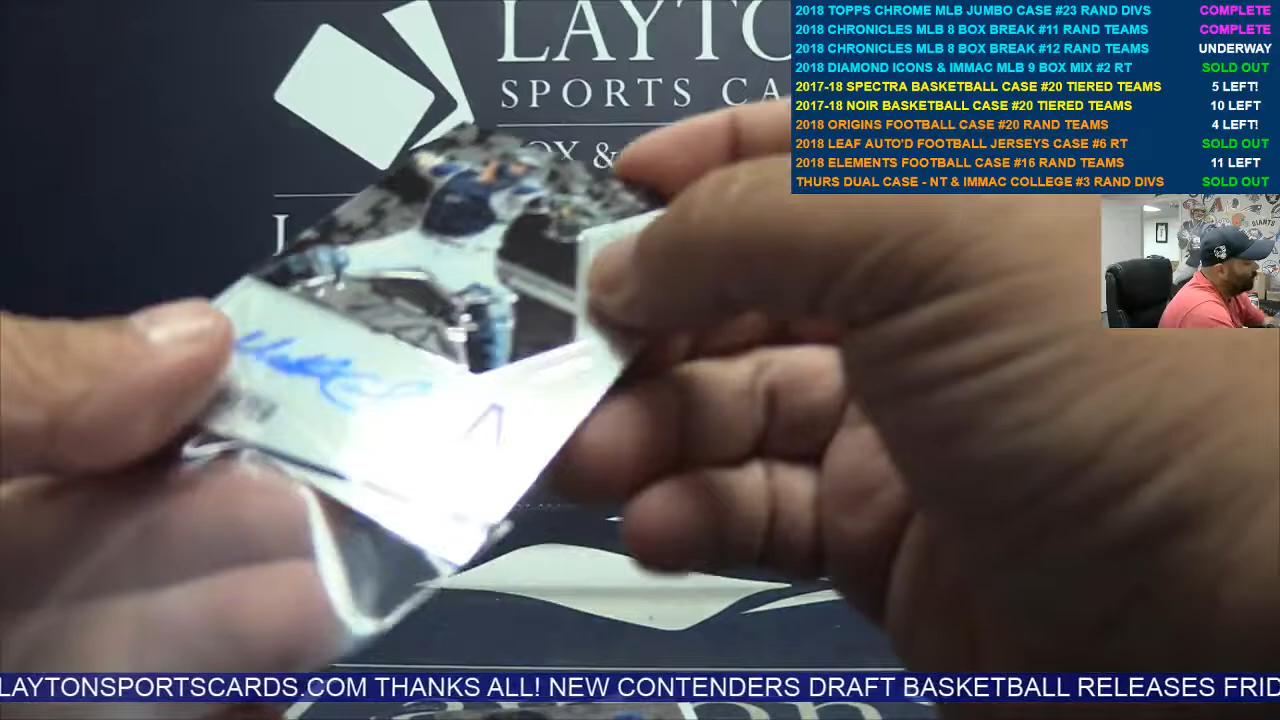 LAYTO
SPORTS CA
OX &
2018 TOPPS CHROME MLB JUMBO CASE #23 RAND DIVS COMPLETE
2018 CHRONICLES MLB 8 BOX BREAK #11 RAND TEAMS COMPLETE
2018 CHRONICLES MLB 8 BOX BREAK #12 RAND TEAMS UNDERWAY
2018 DIAMOND ICONS & IMMAC MLB 9 BOX MIX #2 RT SOLD OUT
2017-18 SPECTRA BASKETBALL CASE #20 TIERED TEAMS 5 LEFT!
2017-18 NOIR BASKETBALL CASE #20 TIERED TEAMS 10 LEFT
2018 ORIGINS FOOTBALL CASE #20 RAND TEAMS 4 LEFT!
2018 LEAF AUTO'D FOOTBALL JERSEYS CASE #6 RT SOLD OUT
2018 ELEMENTS FOOTBALL CASE #16 RAND TEAMS 11 LEFT
THURS DUAL CASE - NT & IMMAC COLLEGE #3 RAND DIVS SOLD OUT
GIANTS
LAYTONSPORTSCARDS.COM THANKS ALL! NEW CONTENDERS DRAFT BASKETBALL RELEASES FRID